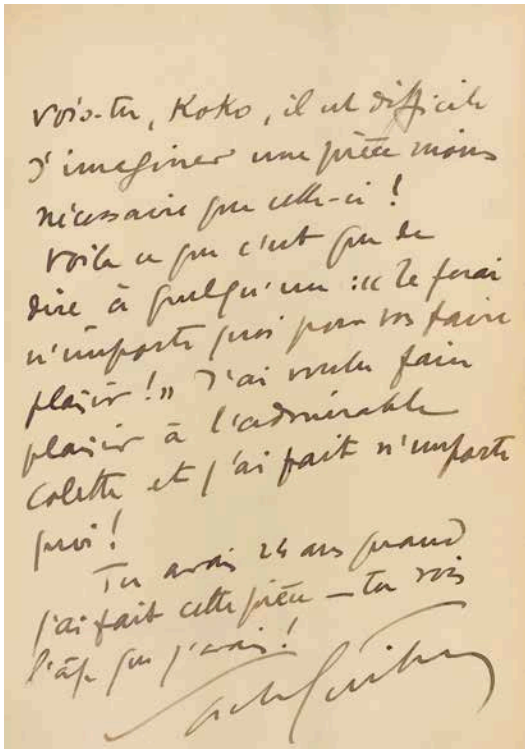 Vois-tu, Koko, il est difficile
d'imaginer une pièce moins
nécessaire que celle-ci !
Voilà ce que c'est que de
dire à quelqu'un : « Je ferai
n'importe quoi pour vs faire
plaisir ! » J'ai voulu faire
plaisir à l'admirable
Colette et j'ai fait n'importe
quoi !
Tu avais 24 ans quand
j'ai fait cette pièce — tu vois
l'âge que j'avais !
Sacha Guitry